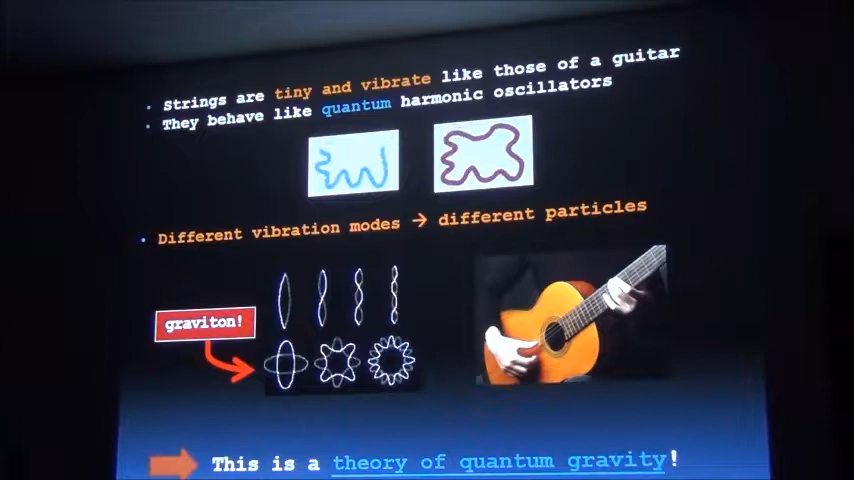 • Strings are tiny and vibrate like those of a guitar
• They behave like quantum harmonic oscillators
• Different vibration modes → different particles
graviton!
This is a theory of quantum gravity!